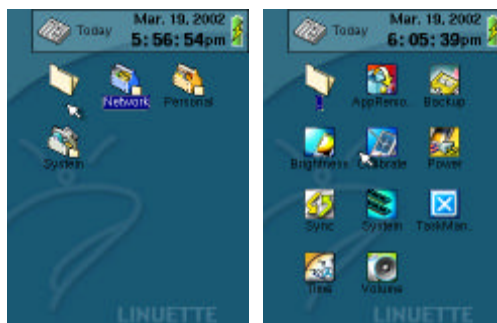 Today
Mar. 19, 2002
5:56:54pm
Network
Personal
System
LINUETTE
Today
Mar. 19, 2002
6:05:39pm
AppRemo..
Backup
Brightness
Calibrate
Power
Sync
System
TaskMan..
Time
Volume
LINUETTE